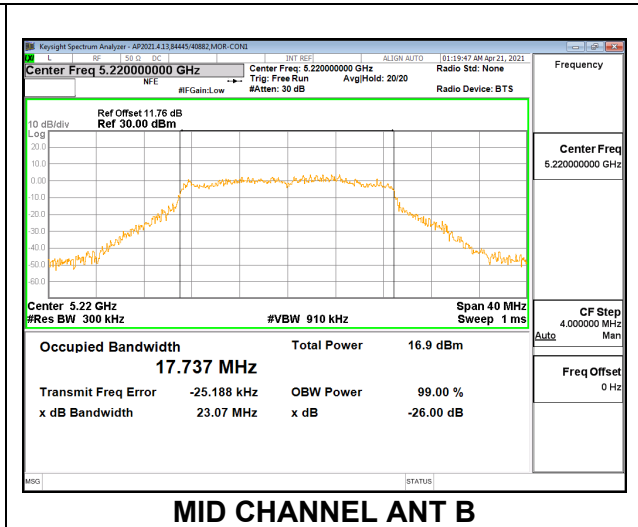 Keysight Spectrum Analyzer - AP2021.4.13,84445/40882,MOR-CON1
L RF 50 Ω DC INT REF ALIGN AUTO 01:19:47 AM Apr 21, 2021
Center Freq 5.220000000 GHz Center Freq: 5.220000000 GHz Radio Std: None
NFE Trig: Free Run Avg|Hold: 20/20
#IFGain:Low #Atten: 30 dB Radio Device: BTS
Frequency
Ref Offset 11.76 dB
10 dB/div Ref 30.00 dBm
Log
20.0
10.0
0.00
-10.0
-20.0
-30.0
-40.0
-50.0
-60.0
Center Freq
5.220000000 GHz
Center 5.22 GHz Span 40 MHz
#Res BW 300 kHz #VBW 910 kHz Sweep 1 ms
CF Step
4.000000 MHz
Auto Man
Freq Offset
0 Hz
Occupied Bandwidth Total Power 16.9 dBm
17.737 MHz
Transmit Freq Error -25.188 kHz OBW Power 99.00 %
x dB Bandwidth 23.07 MHz x dB -26.00 dB
MSG STATUS
MID CHANNEL ANT B